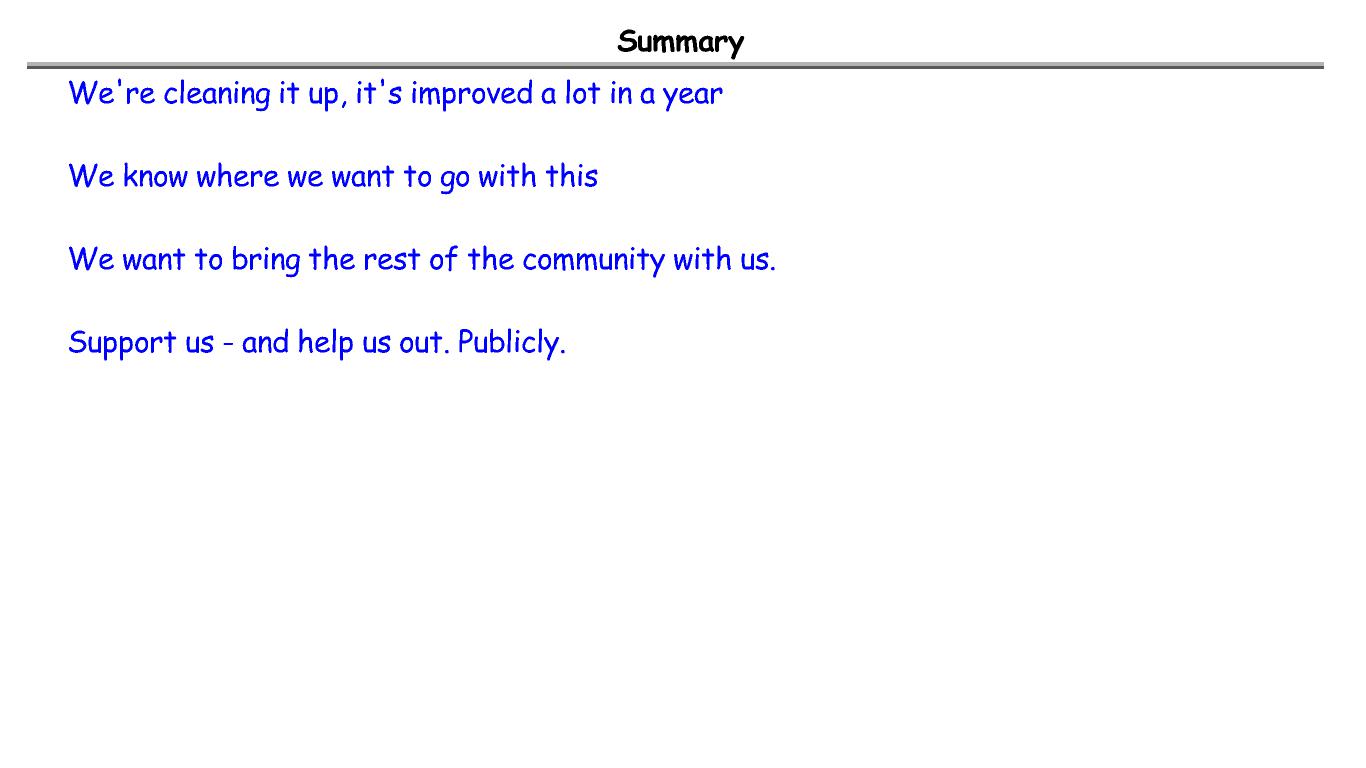 Summary
We're cleaning it up, it's improved a lot in a year
We know where we want to go with this
We want to bring the rest of the community with us.
Support us - and help us out. Publicly.